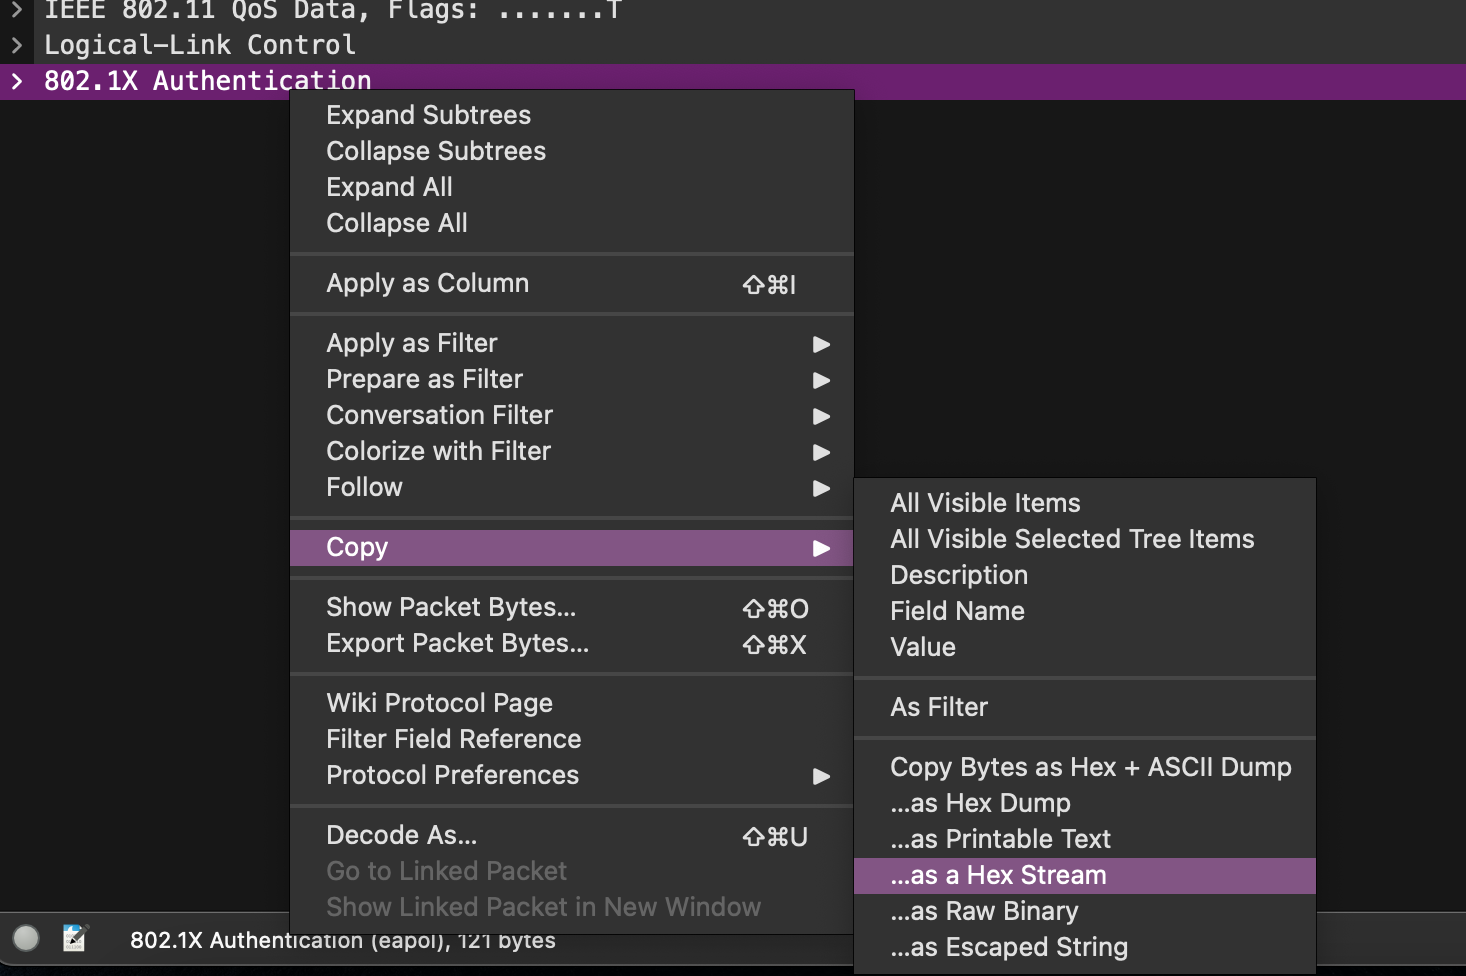 IEEE 802.11 QoS Data, Flags: .......T
Logical-Link Control
802.1X Authentication
Expand Subtrees
Collapse Subtrees
Expand All
Collapse All
Apply as Column ⇧⌘I
Apply as Filter ▶
Prepare as Filter ▶
Conversation Filter ▶
Colorize with Filter ▶
Follow ▶
Copy ▶
Show Packet Bytes... ⇧⌘O
Export Packet Bytes... ⇧⌘X
Wiki Protocol Page
Filter Field Reference
Protocol Preferences ▶
Decode As... ⇧⌘U
Go to Linked Packet
Show Linked Packet in New Window
All Visible Items
All Visible Selected Tree Items
Description
Field Name
Value
As Filter
Copy Bytes as Hex + ASCII Dump
...as Hex Dump
...as Printable Text
...as a Hex Stream
...as Raw Binary
...as Escaped String
802.1X Authentication (eapol), 121 bytes